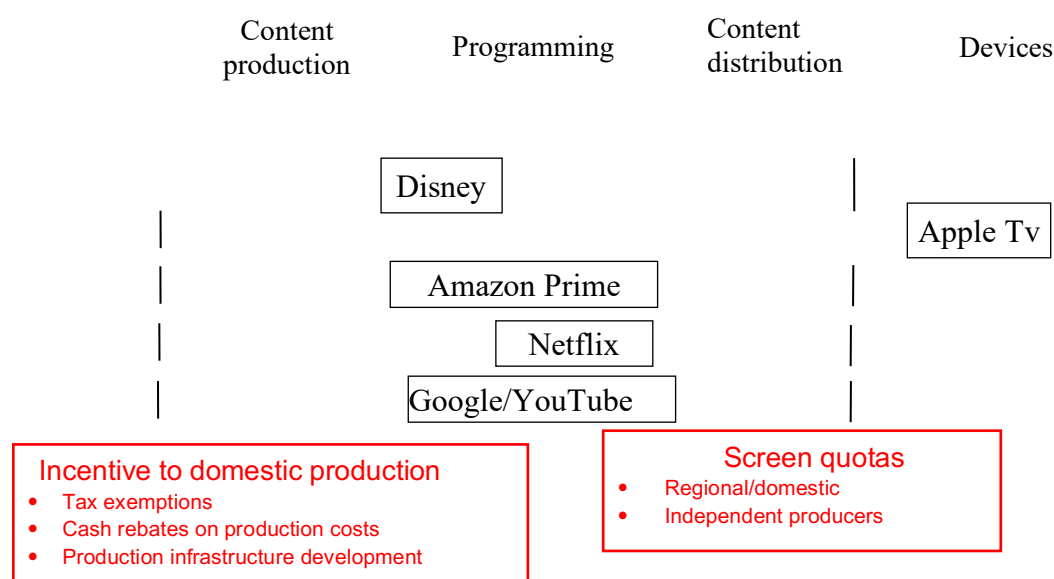 Content
production
Programming
Content
distribution
Devices
Disney
Apple Tv
Amazon Prime
Netflix
Google/YouTube
Incentive to domestic production
• Tax exemptions
• Cash rebates on production costs
• Production infrastructure development
Screen quotas
• Regional/domestic
• Independent producers